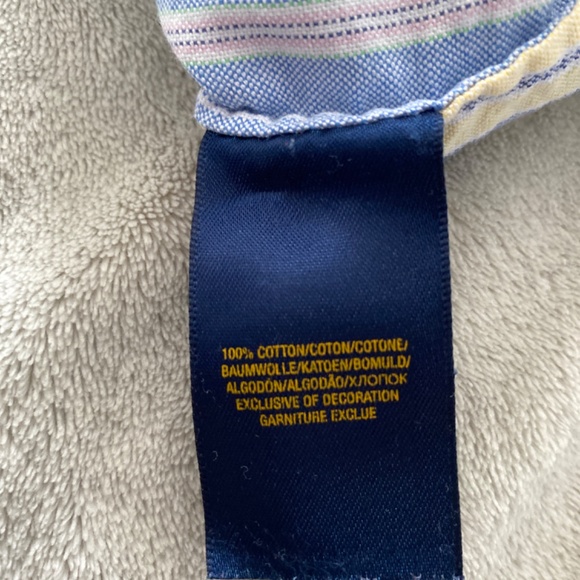 100% COTTON/COTON/COTONE/
BAUMWOLLE/KATOEN/BOMULD/
ALGODÓN/ALGODÃO/ХЛОПОК
EXCLUSIVE OF DECORATION
GARNITURE EXCLUE